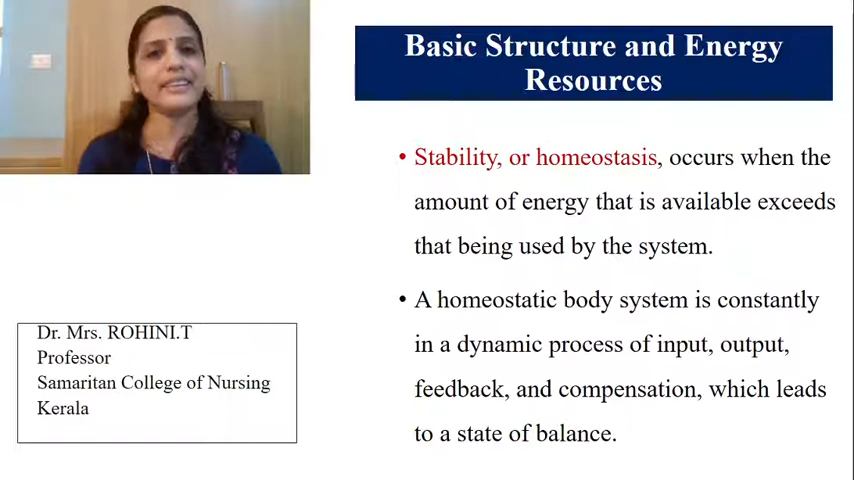 Basic Structure and Energy
Resources
• Stability, or homeostasis, occurs when the
amount of energy that is available exceeds
that being used by the system.
• A homeostatic body system is constantly
in a dynamic process of input, output,
feedback, and compensation, which leads
to a state of balance.
Dr. Mrs. ROHINI.T
Professor
Samaritan College of Nursing
Kerala